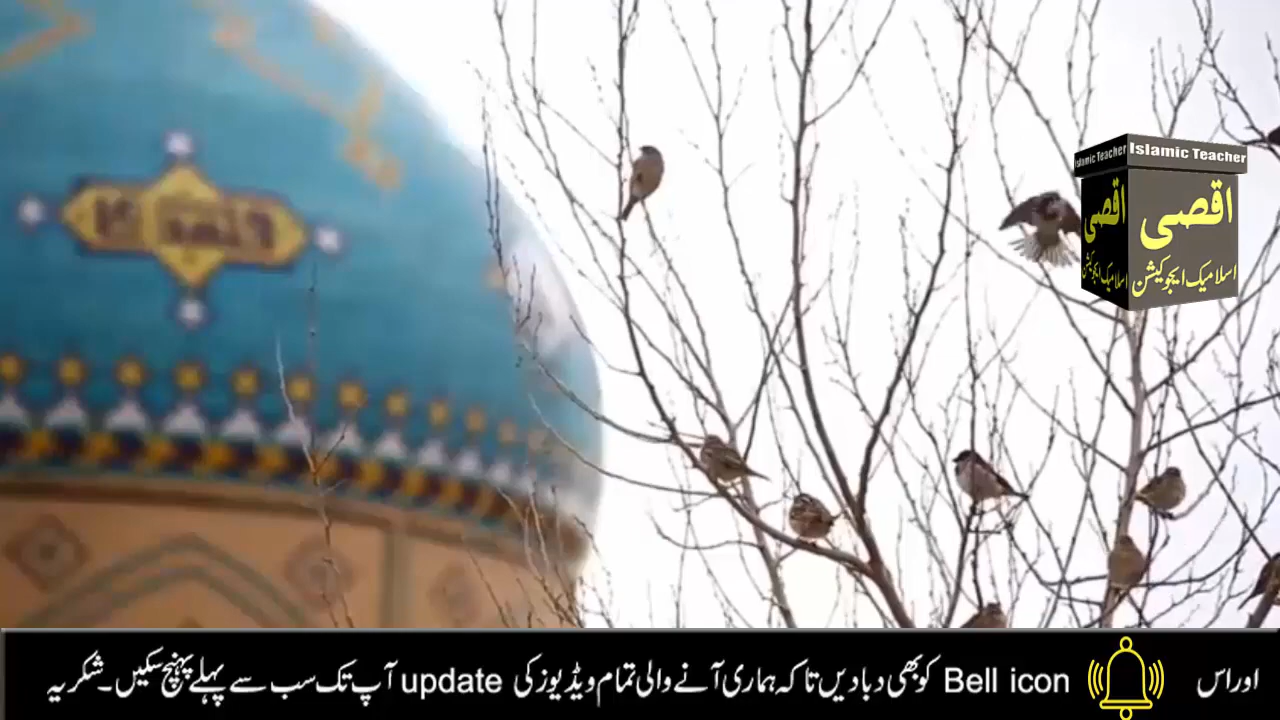 Islamic Teacher
Islamic Teacher
اقصی
اقصی
اسلامیک ایجوکیشن
اسلامیک ایجوکیشن
اور اس Bell icon کو بھی دبا دیں تا کہ ہماری آنے والی تمام ویڈیوز کی update آپ تک سب سے پہلے پہنچ سکیں۔ شکریہ